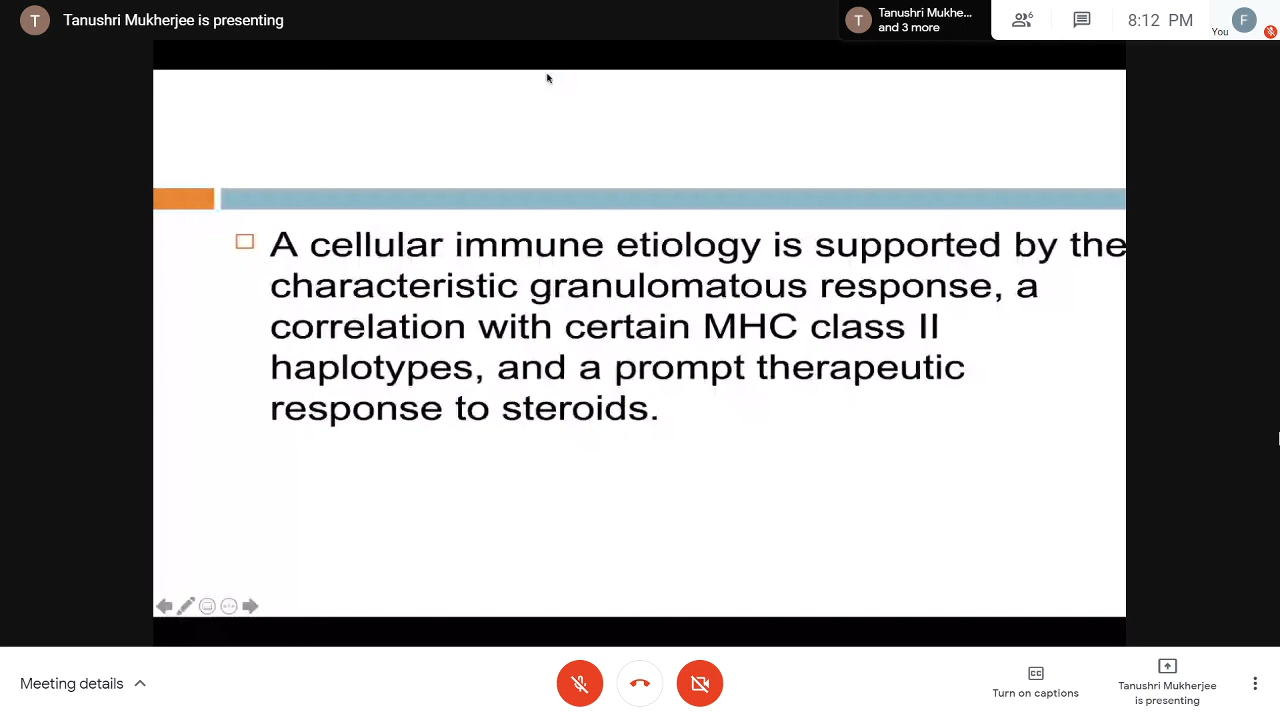 T Tanushri Mukherjee is presenting
T Tanushri Mukhe...
and 3 more
6
8:12 PM
You
F
A cellular immune etiology is supported by the
characteristic granulomatous response, a
correlation with certain MHC class II
haplotypes, and a prompt therapeutic
response to steroids.
Meeting details
CC
Turn on captions
Tanushri Mukherjee
is presenting